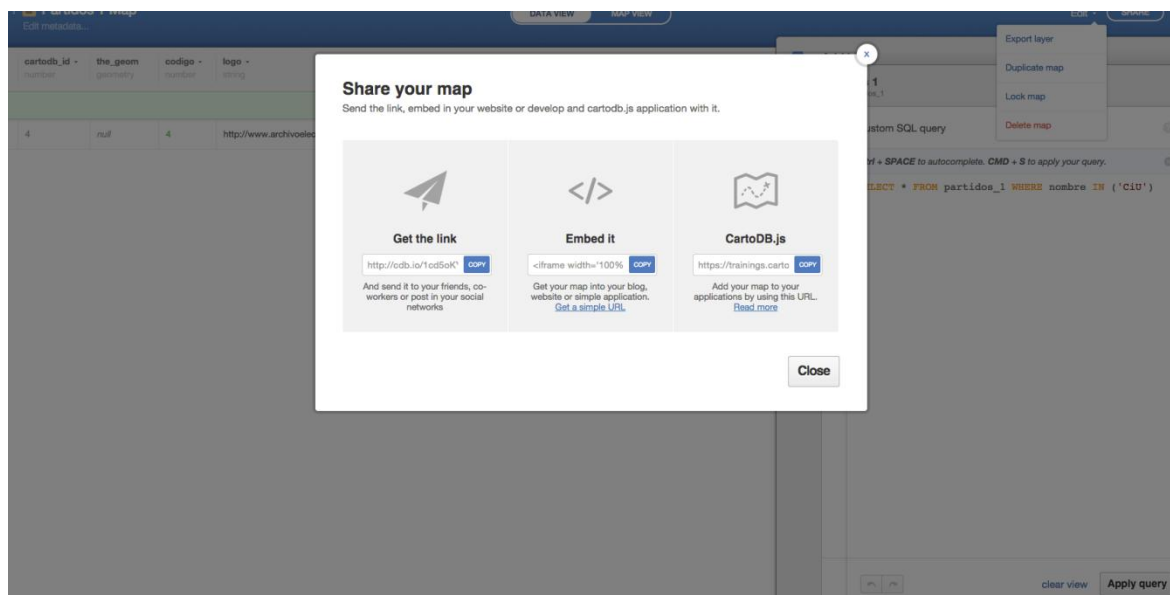 Partidos 1 Map
Edit metadata...
DATA VIEW MAP VIEW
Edit SHARE
cartodb_id the_geom codigo logo
number geometry number string
4 null 4 http://www.archivoelec
Export layer
Duplicate map
Lock map
Delete map
x
Share your map
Send the link, embed in your website or develop and cartodb.js application with it.
</>
Get the link
http://cdb.io/1cd5oK
COPY
And send it to your friends, co-
workers or post in your social
networks
Embed it
<iframe width='100%
COPY
Get your map into your blog,
website or simple application.
Get a simple URL
CartoDB.js
https://trainings.cartc
COPY
Add your map to your
applications by using this URL.
Read more
Close
1
ustom SQL query
trl + SPACE to autocomplete. CMD + S to apply your query.
ELECT * FROM partidos_1 WHERE nombre IN ('CiU')
clear view
Apply query